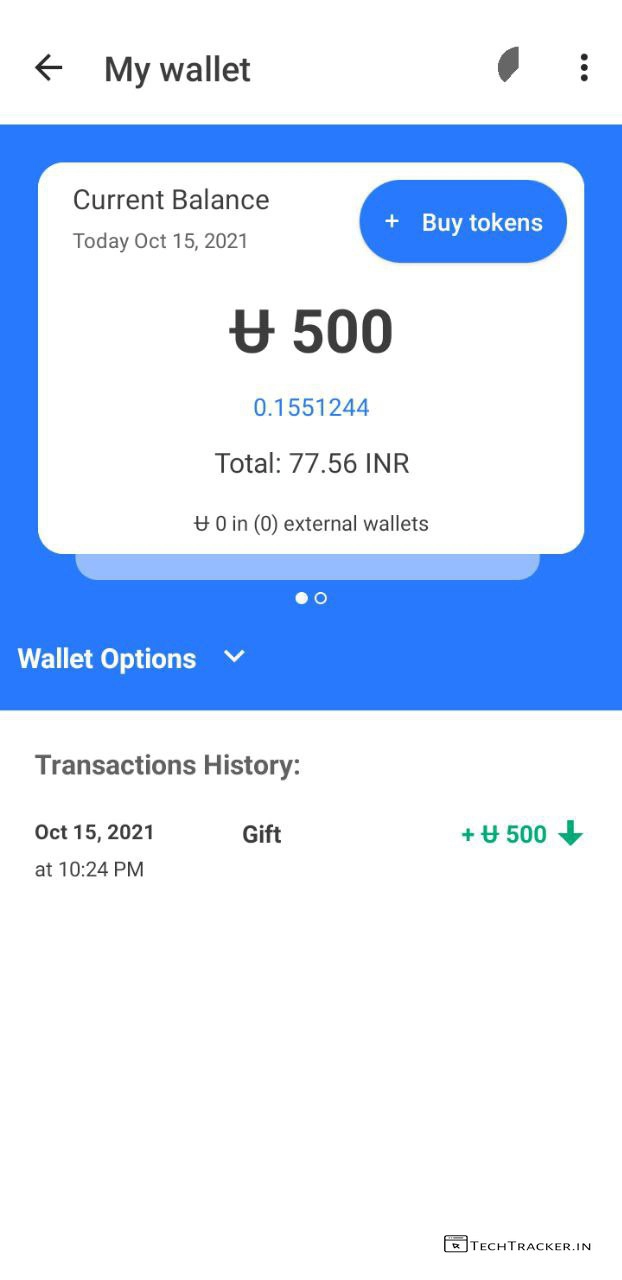 My wallet
Current Balance
Today Oct 15, 2021
+ Buy tokens
Ʉ 500
0.1551244
Total: 77.56 INR
Ʉ 0 in (0) external wallets
Wallet Options
Transactions History:
Oct 15, 2021
at 10:24 PM
Gift
+ Ʉ 500
TECHTRACKER.IN